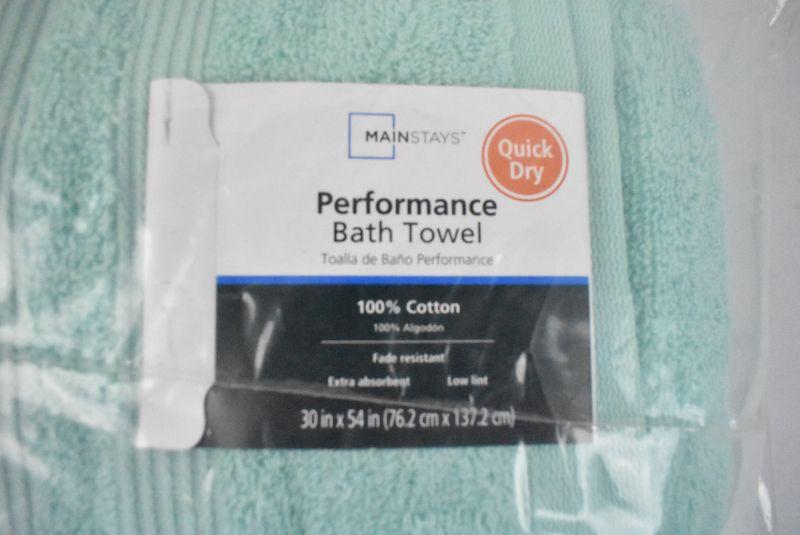 MAINSTAYS™
Quick
Dry
Performance
Bath Towel
Toalla de Baño Performance
100% Cotton
100% Algodón
Fade resistant
Extra absorbent Low lint
30 in x 54 in (76.2 cm x 137.2 cm)